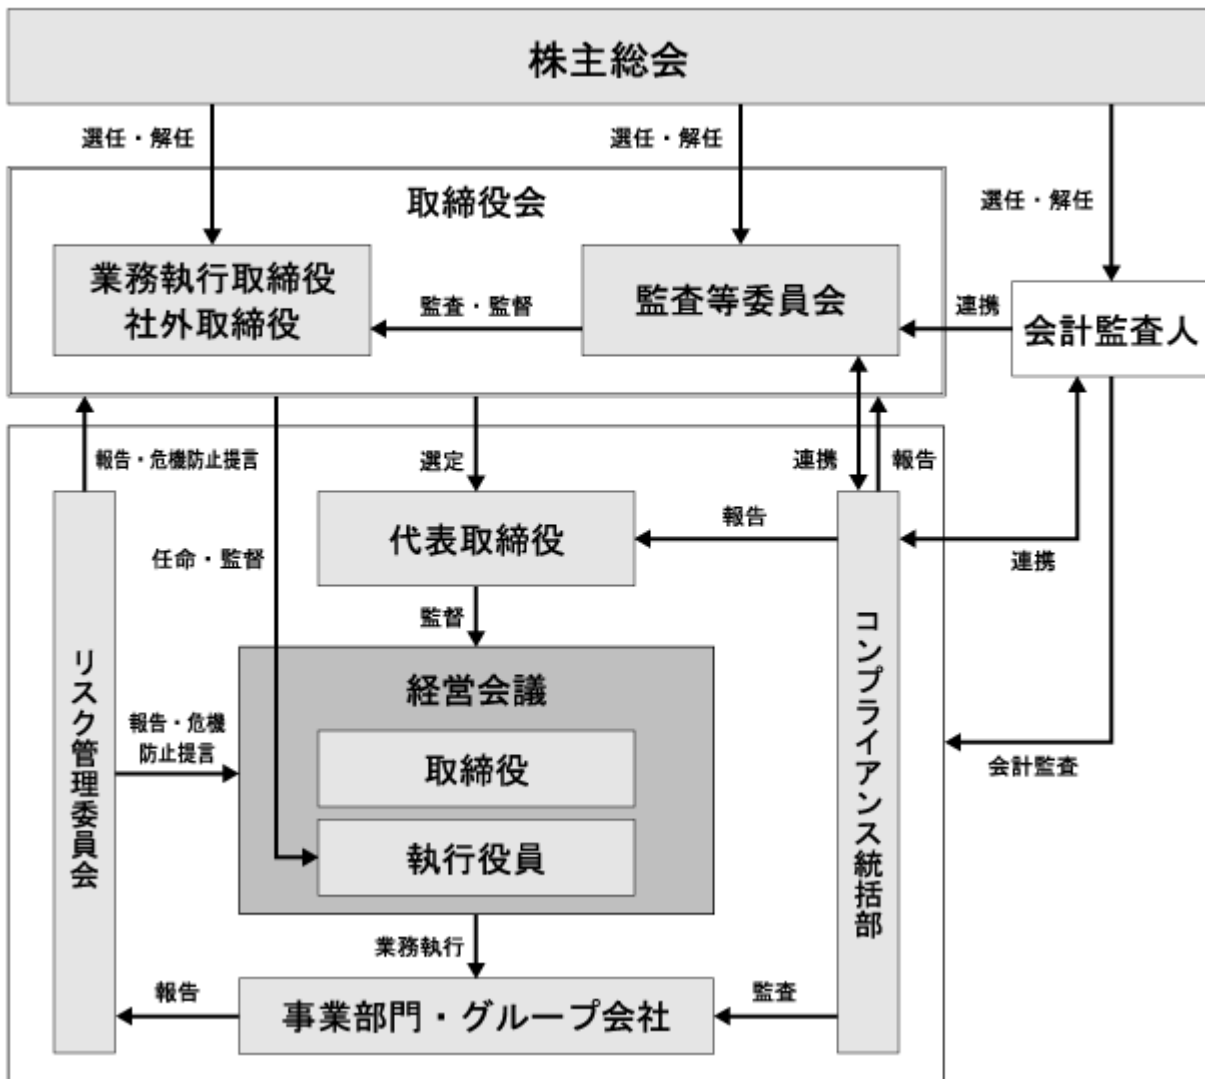 株主総会
選任・解任
選任・解任
選任・解任
取締役会
業務執行取締役
社外取締役
監査・監督
監査等委員会
連携
会計監査人
報告・危機防止提言
選定
連携
報告
任命・監督
代表取締役
報告
連携
監督
リスク管理委員会
経営会議
取締役
執行役員
報告・危機
防止提言
コンプライアンス統括部
会計監査
業務執行
報告
事業部門・グループ会社
監査